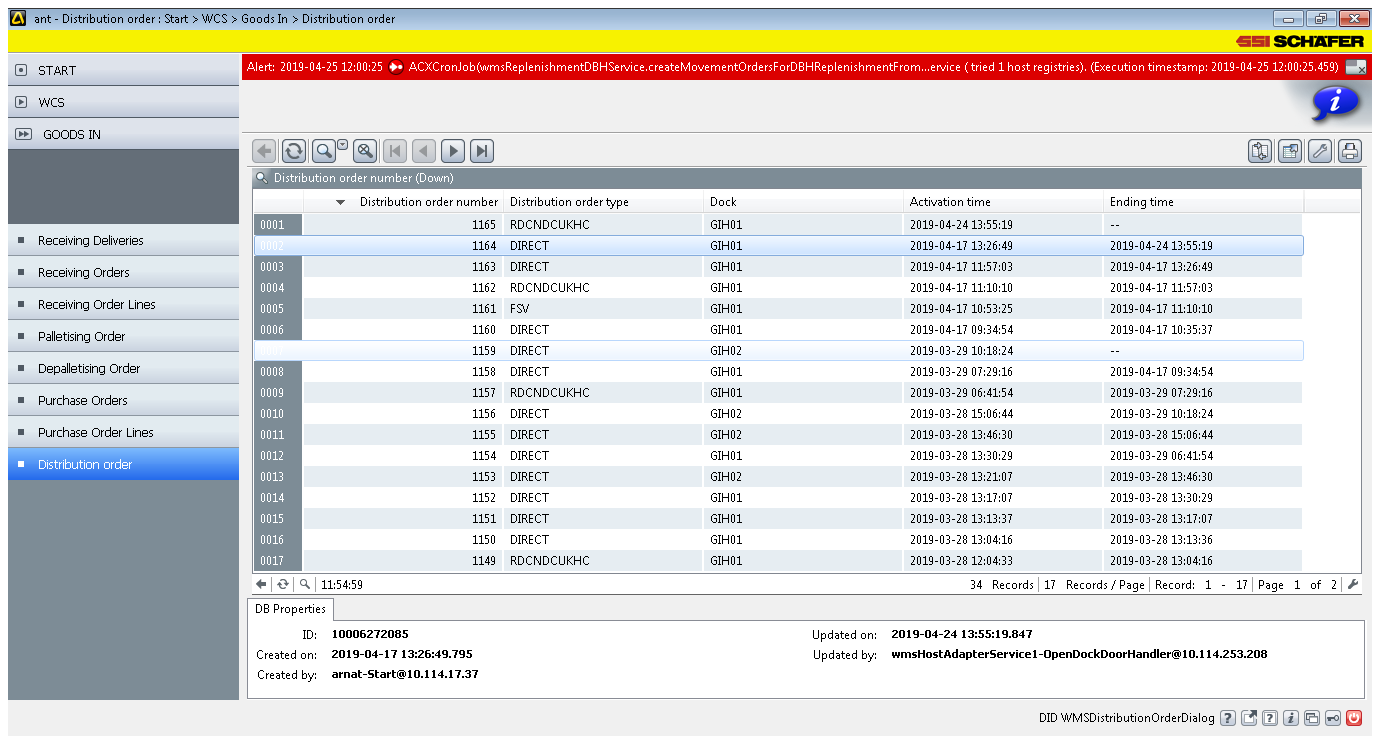 ant - Distribution order : Start > WCS > Goods In > Distribution order
SSI SCHÄFER
START
WCS
GOODS IN
Receiving Deliveries
Receiving Orders
Receiving Order Lines
Palletising Order
Depalletising Order
Purchase Orders
Purchase Order Lines
Distribution order
Alert: 2019-04-25 12:00:25 ACXCronJob(wmsReplenishmentDBHService.createMovementOrdersForDBHReplenishmentFrom...ervice ( tried 1 host registries). (Execution timestamp: 2019-04-25 12:00:25.459)
Distribution order number (Down)
Distribution order number Distribution order type Dock Activation time Ending time
0001 1165 RDCNDCUKHC GIH01 2019-04-24 13:55:19 --
0002 1164 DIRECT GIH01 2019-04-17 13:26:49 2019-04-24 13:55:19
0003 1163 DIRECT GIH01 2019-04-17 11:57:03 2019-04-17 13:26:49
0004 1162 RDCNDCUKHC GIH01 2019-04-17 11:10:10 2019-04-17 11:57:03
0005 1161 FSV GIH01 2019-04-17 10:53:25 2019-04-17 11:10:10
0006 1160 DIRECT GIH01 2019-04-17 09:34:54 2019-04-17 10:35:37
1159 DIRECT GIH02 2019-03-29 10:18:24 --
0008 1158 DIRECT GIH01 2019-03-29 07:29:16 2019-04-17 09:34:54
0009 1157 RDCNDCUKHC GIH01 2019-03-29 06:41:54 2019-03-29 07:29:16
0010 1156 DIRECT GIH02 2019-03-28 15:06:44 2019-03-29 10:18:24
0011 1155 DIRECT GIH02 2019-03-28 13:46:30 2019-03-28 15:06:44
0012 1154 DIRECT GIH01 2019-03-28 13:30:29 2019-03-29 06:41:54
0013 1153 DIRECT GIH02 2019-03-28 13:21:07 2019-03-28 13:46:30
0014 1152 DIRECT GIH01 2019-03-28 13:17:07 2019-03-28 13:30:29
0015 1151 DIRECT GIH01 2019-03-28 13:13:37 2019-03-28 13:17:07
0016 1150 DIRECT GIH01 2019-03-28 13:04:16 2019-03-28 13:13:36
0017 1149 RDCNDCUKHC GIH01 2019-03-28 12:04:33 2019-03-28 13:04:16
11:54:59 34 Records 17 Records / Page Record: 1 - 17 Page 1 of 2
DB Properties
ID: 10006272085 Updated on: 2019-04-24 13:55:19.847
Created on: 2019-04-17 13:26:49.795 Updated by: wmsHostAdapterService1-OpenDockDoorHandler@10.114.253.208
Created by: arnat-Start@10.114.17.37
DID WMSDistributionOrderDialog